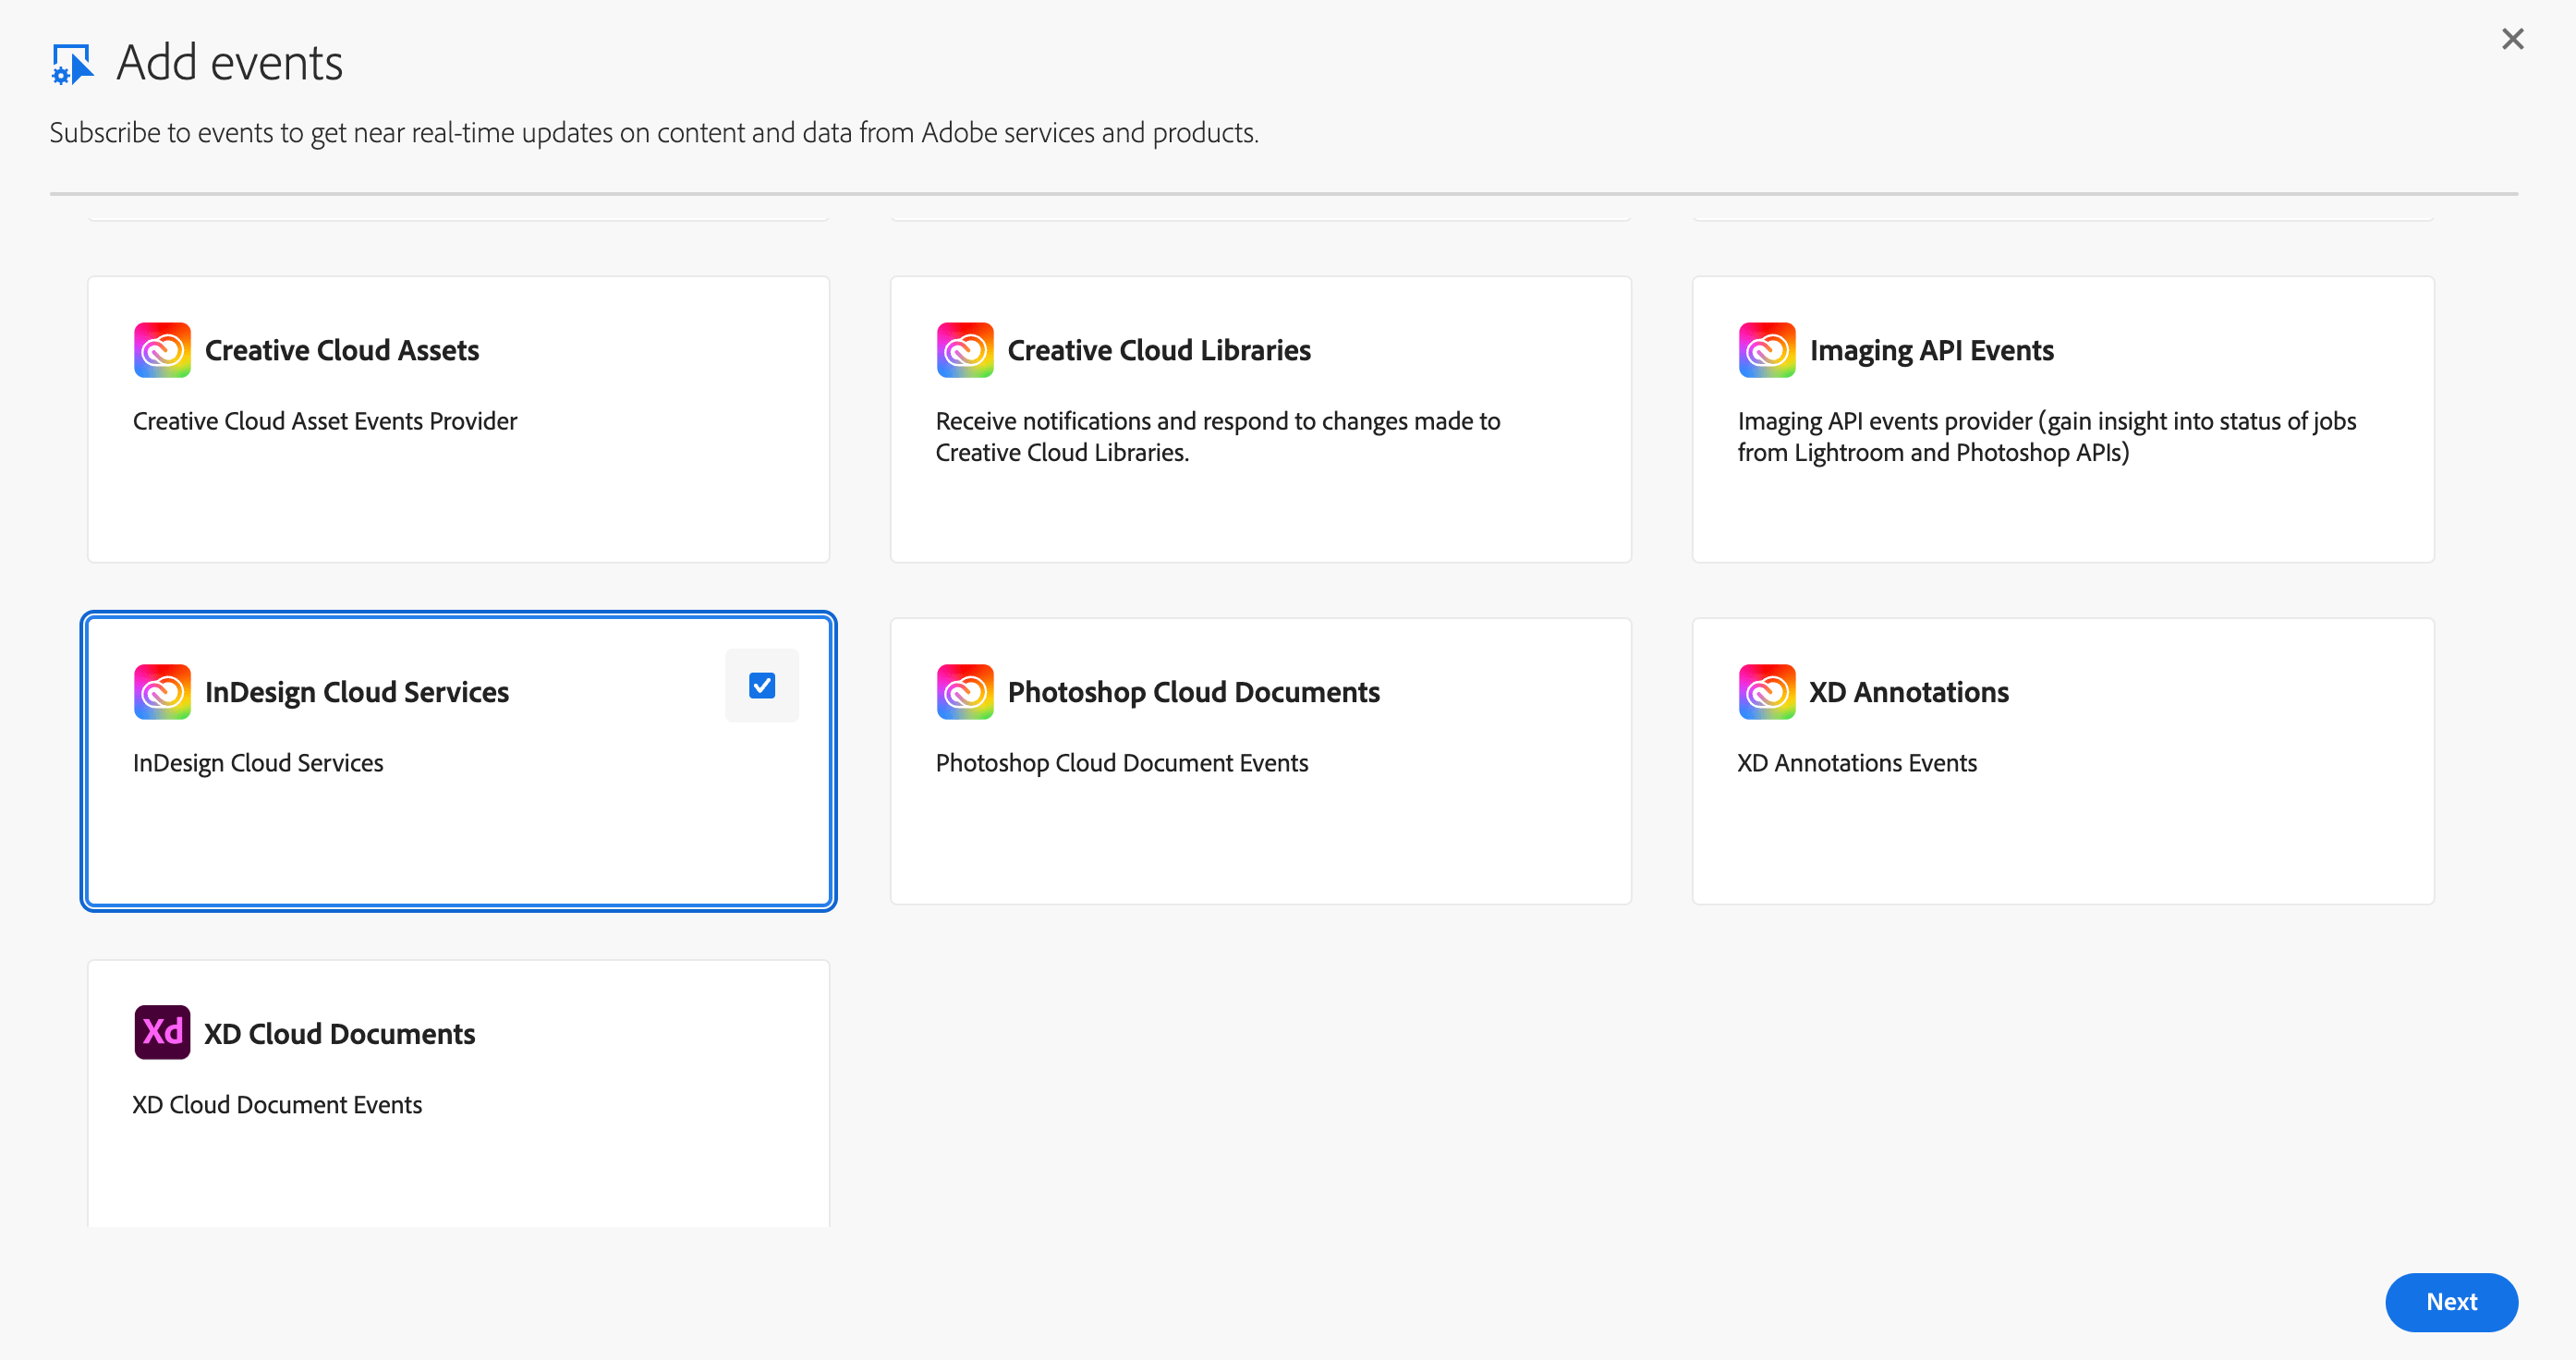 Add events
Subscribe to events to get near real-time updates on content and data from Adobe services and products.
Creative Cloud Assets
Creative Cloud Asset Events Provider
Creative Cloud Libraries
Receive notifications and respond to changes made to
Creative Cloud Libraries.
Imaging API Events
Imaging API events provider (gain insight into status of jobs
from Lightroom and Photoshop APIs)
InDesign Cloud Services
InDesign Cloud Services
Photoshop Cloud Documents
Photoshop Cloud Document Events
XD Annotations
XD Annotations Events
Xd XD Cloud Documents
XD Cloud Document Events
Next